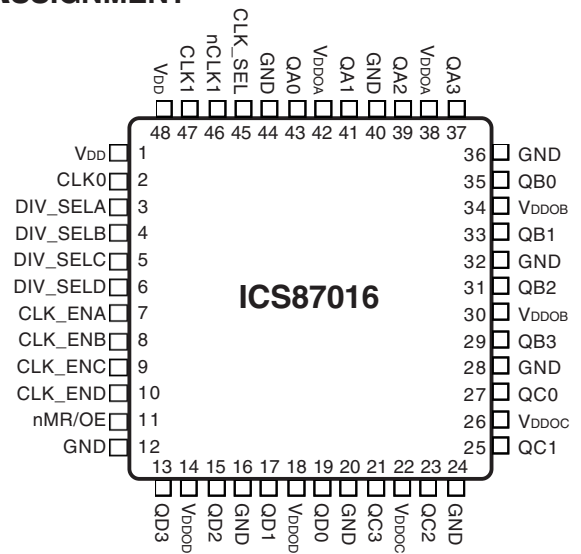 48 47 46 45 44 43 42 41 40 39 38 37
VDD
CLK1
nCLK1
CLK_SEL
GND
QA0
VDDOA
QA1
GND
QA2
VDDOA
QA3
VDD 1
CLK0 2
DIV_SELA 3
DIV_SELB 4
DIV_SELC 5
DIV_SELD 6
CLK_ENA 7
CLK_ENB 8
CLK_ENC 9
CLK_END 10
nMR/OE 11
GND 12
ICS87016
36 GND
35 QB0
34 VDDOB
33 QB1
32 GND
31 QB2
30 VDDOB
29 QB3
28 GND
27 QC0
26 VDDOC
25 QC1
13 14 15 16 17 18 19 20 21 22 23 24
QD3
VDDOD
QD2
GND
QD1
VDDOD
QD0
GND
QC3
VDDOC
QC2
GND